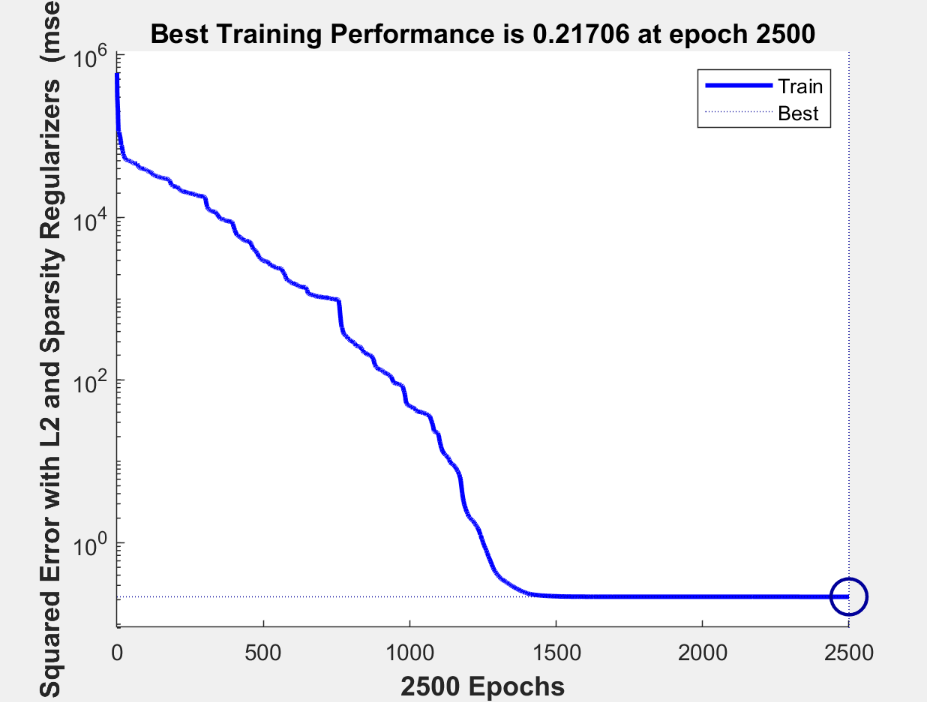 Best Training Performance is 0.21706 at epoch 2500
Squared Error with L2 and Sparsity Regularizers (mse
10^6
10^4
10^2
10^0
Train
Best
0 500 1000 1500 2000 2500
2500 Epochs